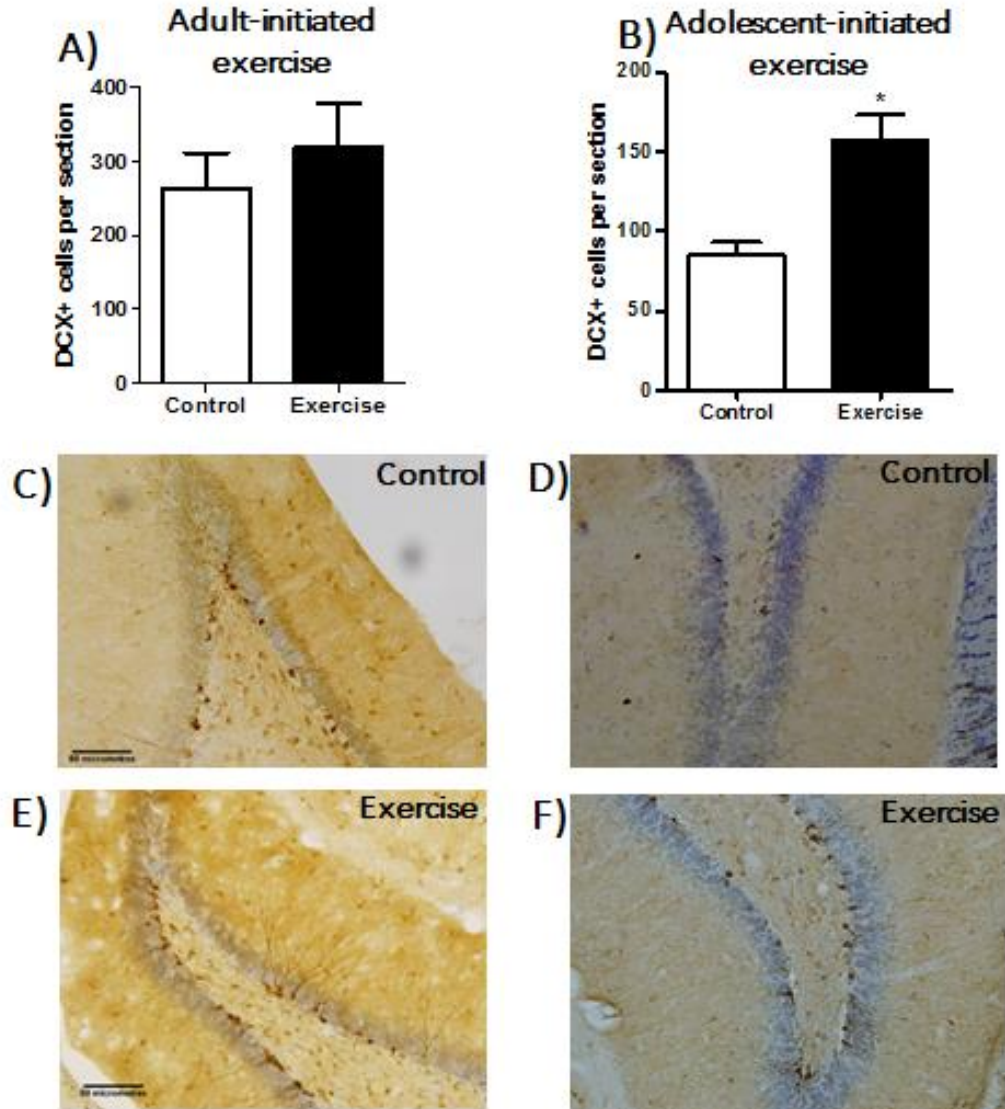 A)
Adult-initiated
exercise
DCX+ cells per section
400
300
200
100
0
Control
Exercise
B)
Adolescent-initiated
exercise
DCX+ cells per section
200
150
100
50
0
*
Control
Exercise
C)
Control
D)
Control
E)
Exercise
F)
Exercise